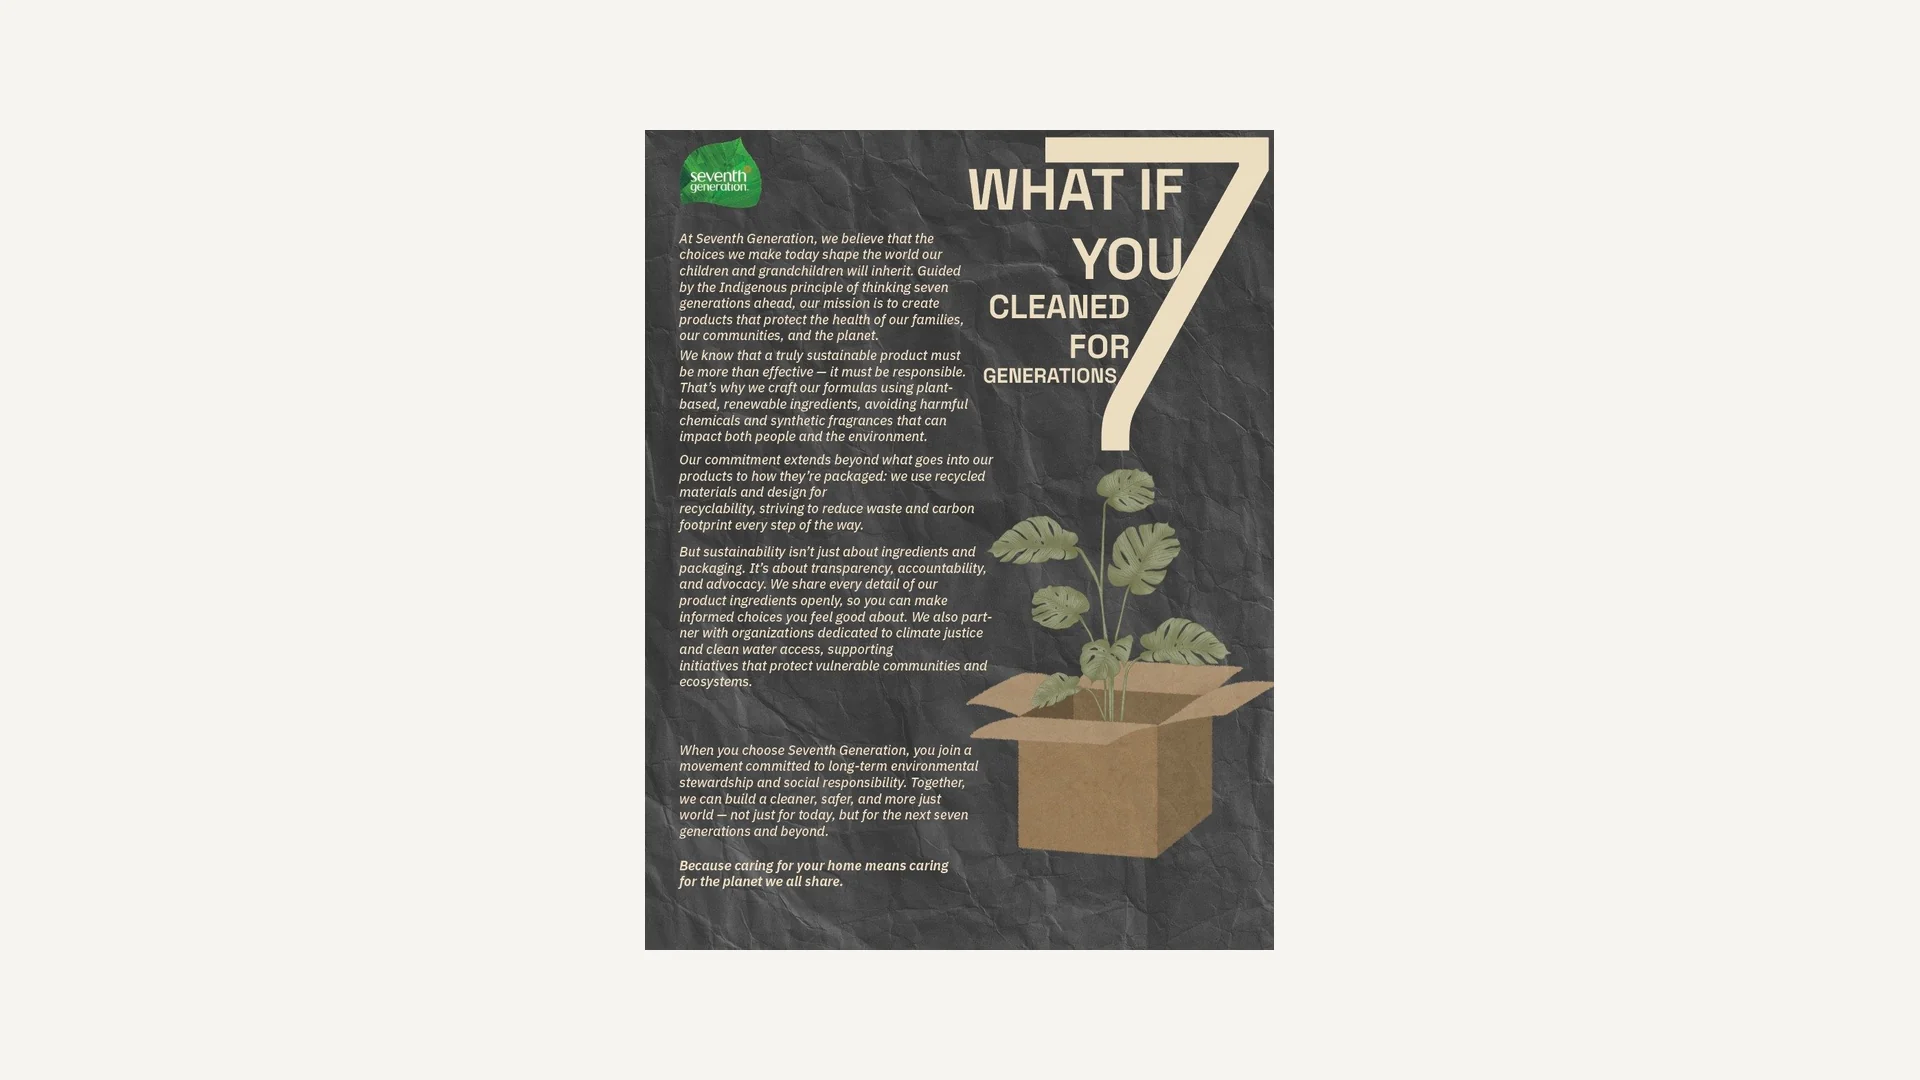 seventh
generation.
7
WHAT IF
YOU
CLEANED
FOR
GENERATIONS
At Seventh Generation, we believe that the
choices we make today shape the world our
children and grandchildren will inherit. Guided
by the Indigenous principle of thinking seven
generations ahead, our mission is to create
products that protect the health of our families,
our communities, and the planet.
We know that a truly sustainable product must
be more than effective — it must be responsible.
That’s why we craft our formulas using plant-
based, renewable ingredients, avoiding harmful
chemicals and synthetic fragrances that can
impact both people and the environment.
Our commitment extends beyond what goes into our
products to how they’re packaged: we use recycled
materials and design for
recyclability, striving to reduce waste and carbon
footprint every step of the way.
But sustainability isn’t just about ingredients and
packaging. It’s about transparency, accountability,
and advocacy. We share every detail of our
product ingredients openly, so you can make
informed choices you feel good about. We also part-
ner with organizations dedicated to climate justice
and clean water access, supporting
initiatives that protect vulnerable communities and
ecosystems.
When you choose Seventh Generation, you join a
movement committed to long-term environmental
stewardship and social responsibility. Together,
we can build a cleaner, safer, and more just
world — not just for today, but for the next seven
generations and beyond.
Because caring for your home means caring
for the planet we all share.